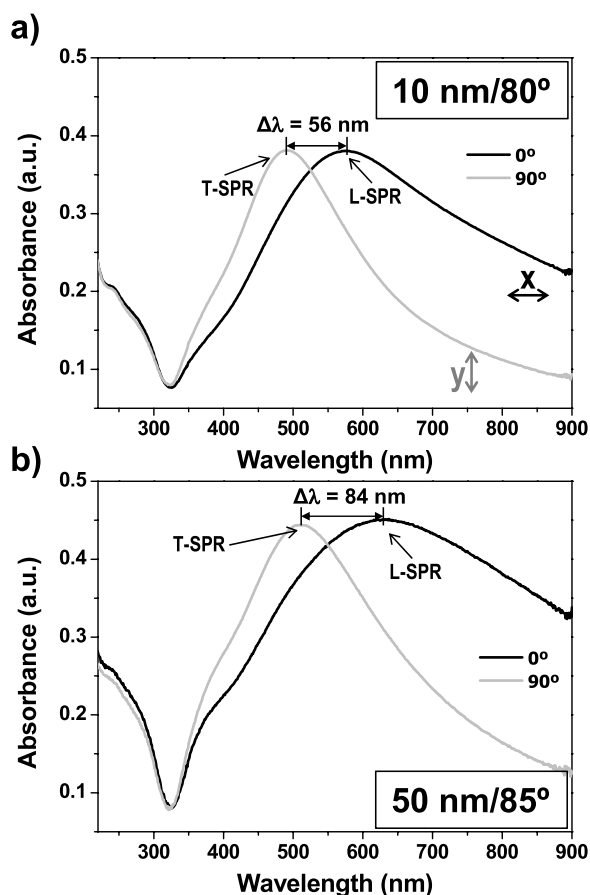 a)
10 nm/80º
Δλ = 56 nm
T-SPR
L-SPR
0º
90º
x
y
Absorbance (a.u.)
0.5
0.4
0.3
0.2
0.1
300 400 500 600 700 800 900
Wavelength (nm)
b)
Δλ = 84 nm
T-SPR
L-SPR
0º
90º
50 nm/85º
Absorbance (a.u.)
0.5
0.4
0.3
0.2
0.1
300 400 500 600 700 800 900
Wavelength (nm)